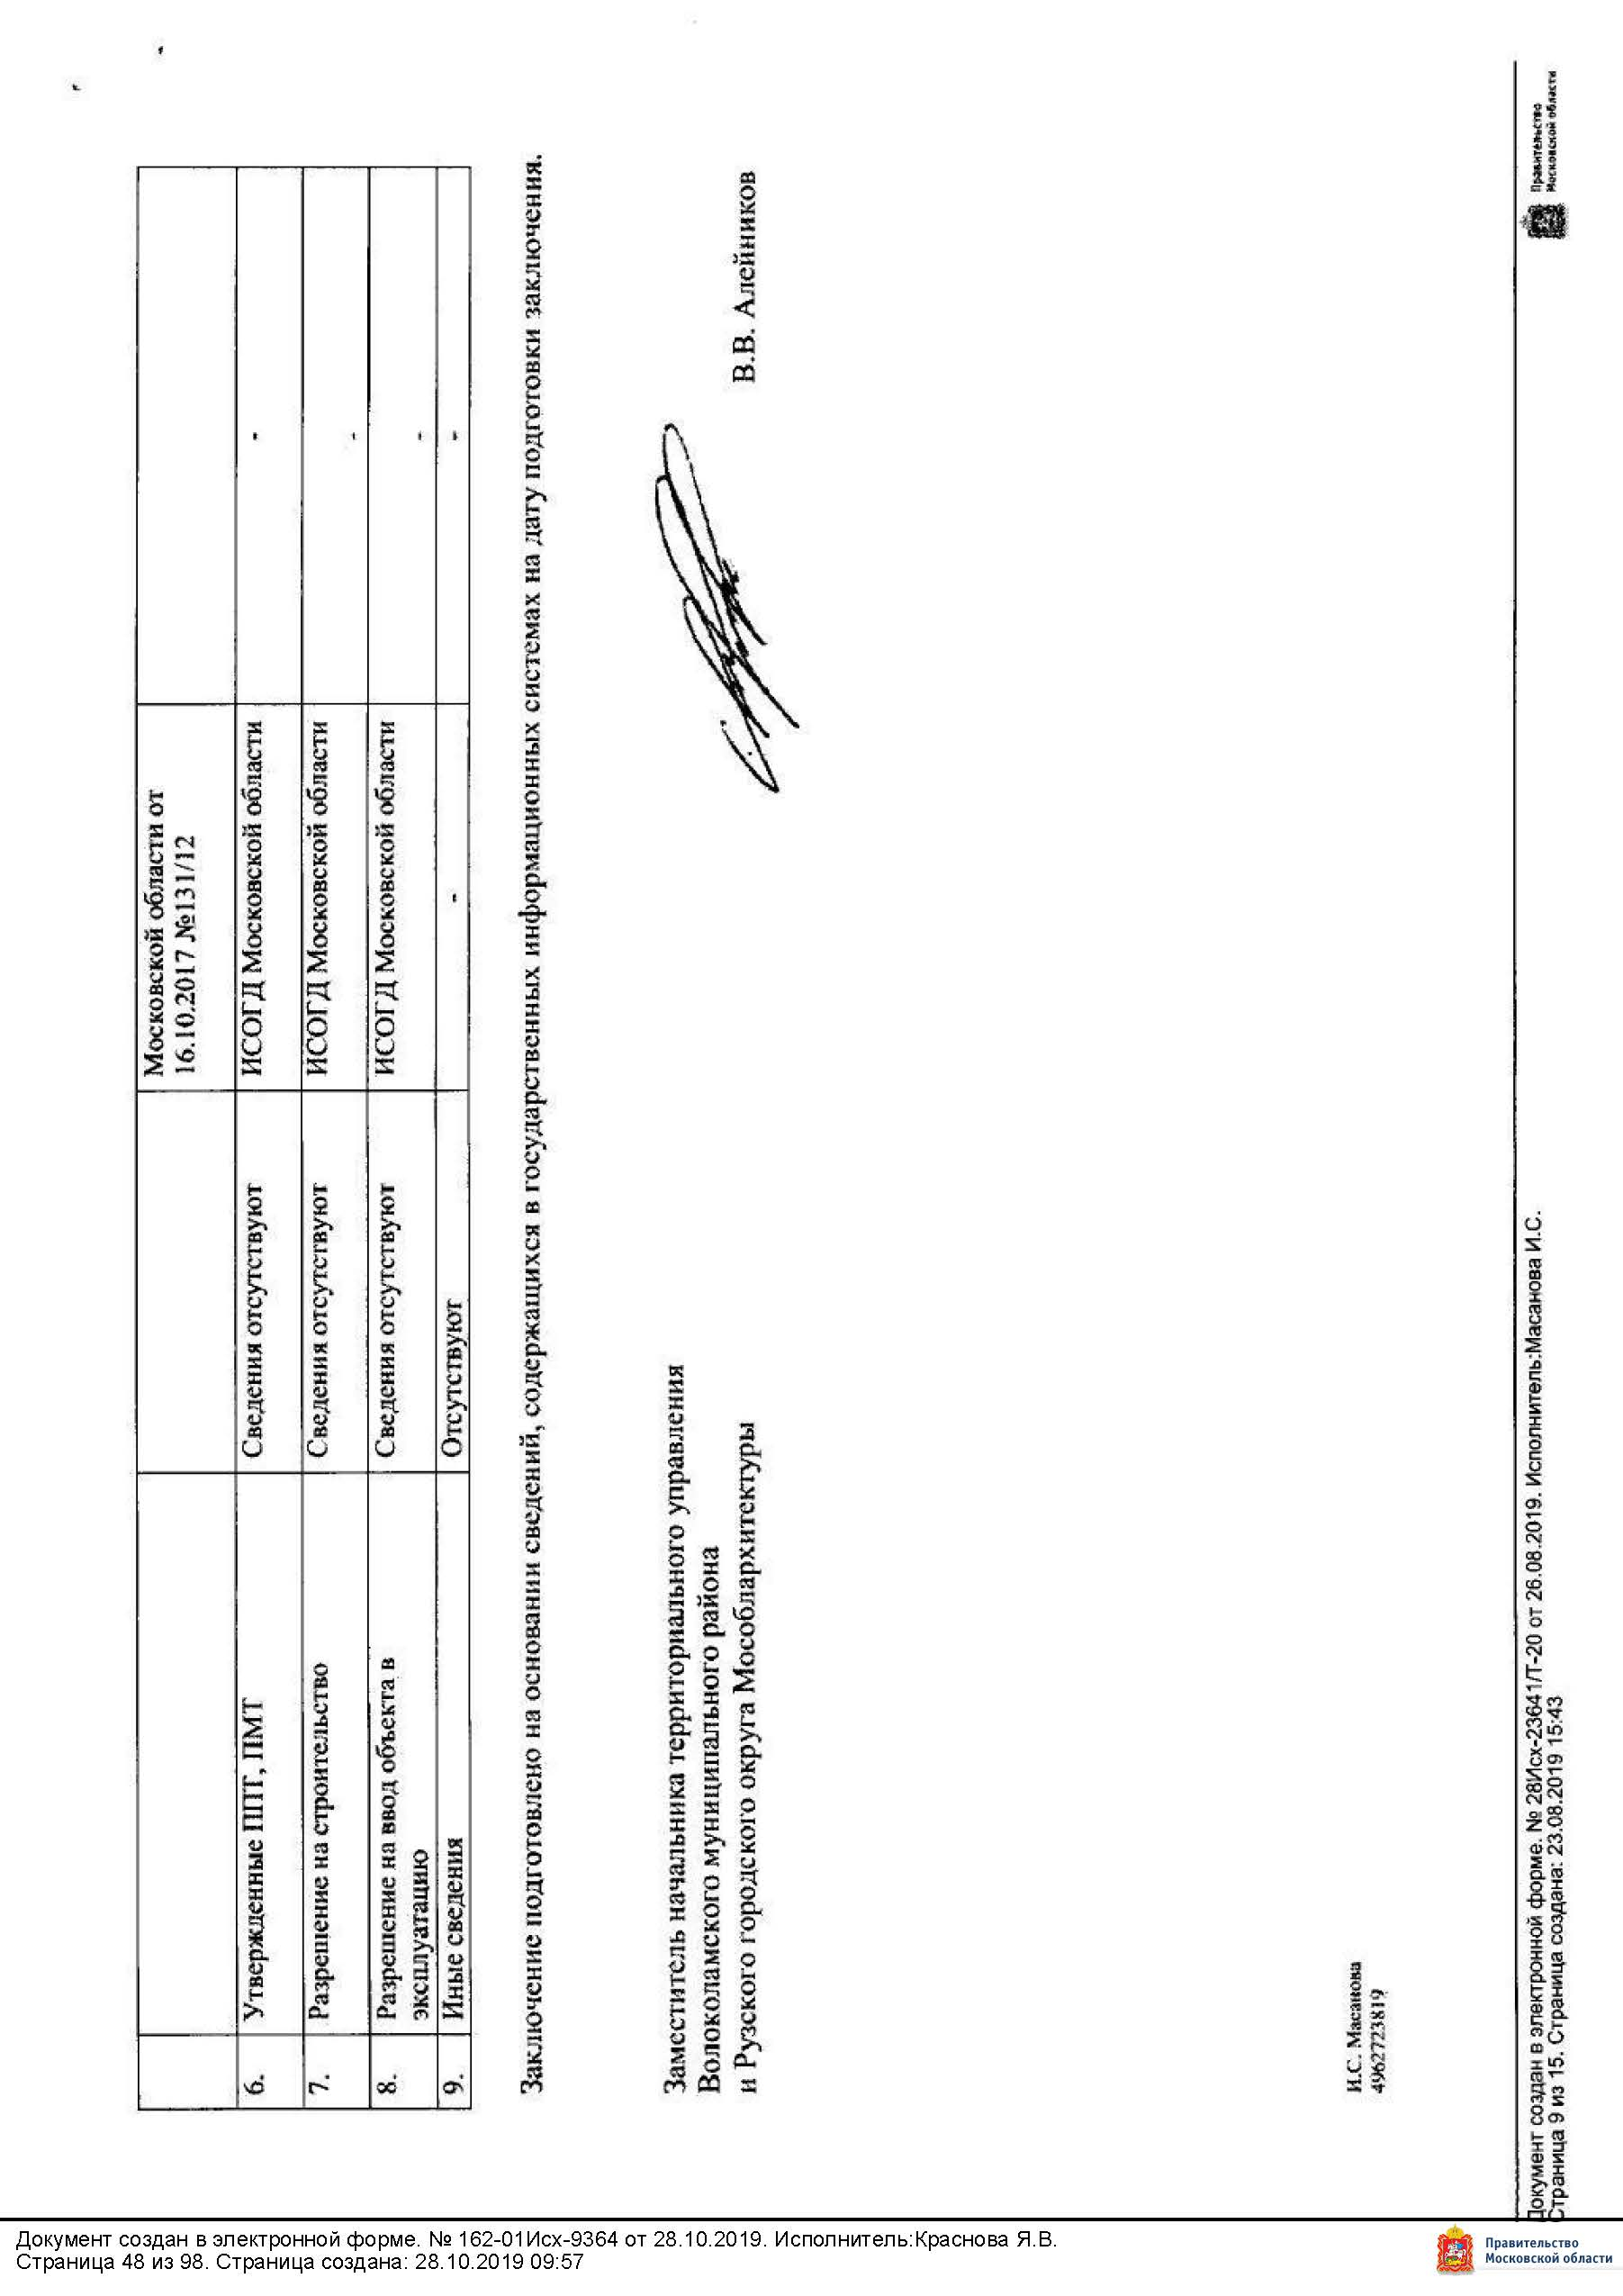 Московской области от
16.10.2017 №131/12
6. Утвержденные ППТ, ПМТ Сведения отсутствуют ИСОГД Московской области -
7. Разрешение на строительство Сведения отсутствуют ИСОГД Московской области -
8. Разрешение на ввод объекта в Сведения отсутствуют ИСОГД Московской области -
эксплуатацию
9. Иные сведения Отсутствуют - -
Заключение подготовлено на основании сведений, содержащихся в государственных информационных системах на дату подготовки заключения.
Заместитель начальника территориального управления
Волоколамского муниципального района
и Рузского городского округа Мособлархитектуры В.В. Алейников
И.С. Масанова
4962723819
Документ создан в электронной форме. № 28Исх-23641/Т-20 от 26.08.2019. Исполнитель:Масанова И.С.
Страница 9 из 15. Страница создана: 23.08.2019 15:43
Правительство
Московской области
Документ создан в электронной форме. № 162-01Исх-9364 от 28.10.2019. Исполнитель:Краснова Я.В.
Страница 48 из 98. Страница создана: 28.10.2019 09:57
Правительство
Московской области